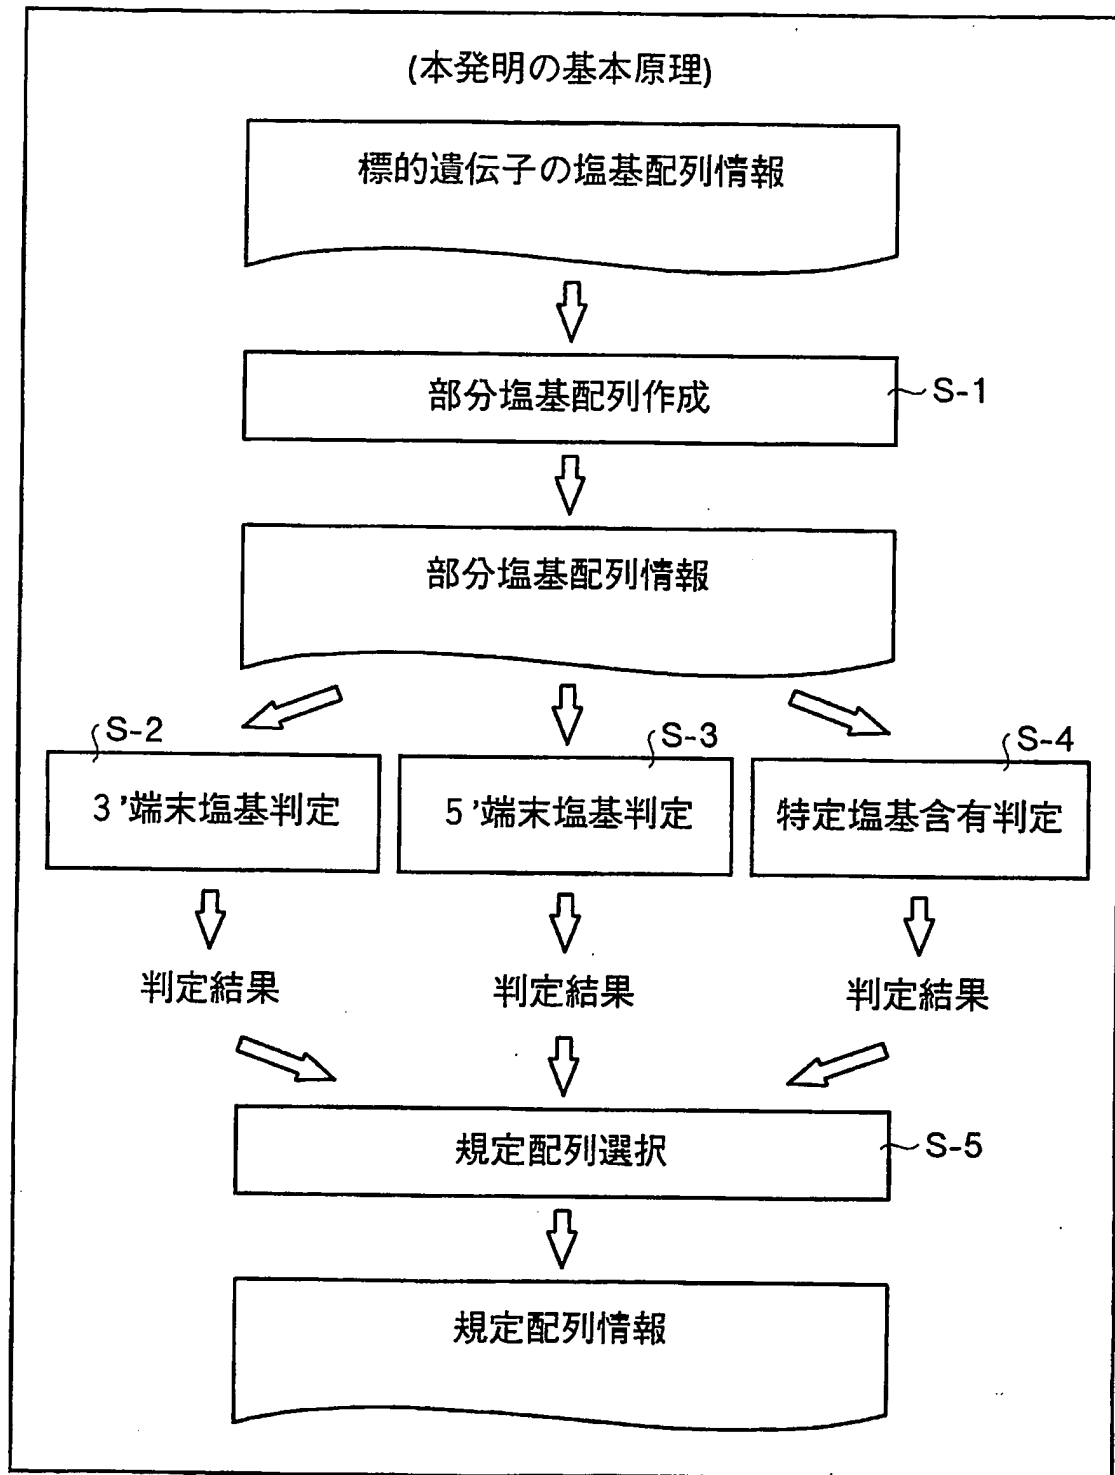 (本発明の基本原理)
標的遺伝子の塩基配列情報
部分塩基配列作成
S-1
部分塩基配列情報
S-2
S-3
S-4
3'端末塩基判定
5'端末塩基判定
特定塩基含有判定
判定結果
判定結果
判定結果
規定配列選択
S-5
規定配列情報